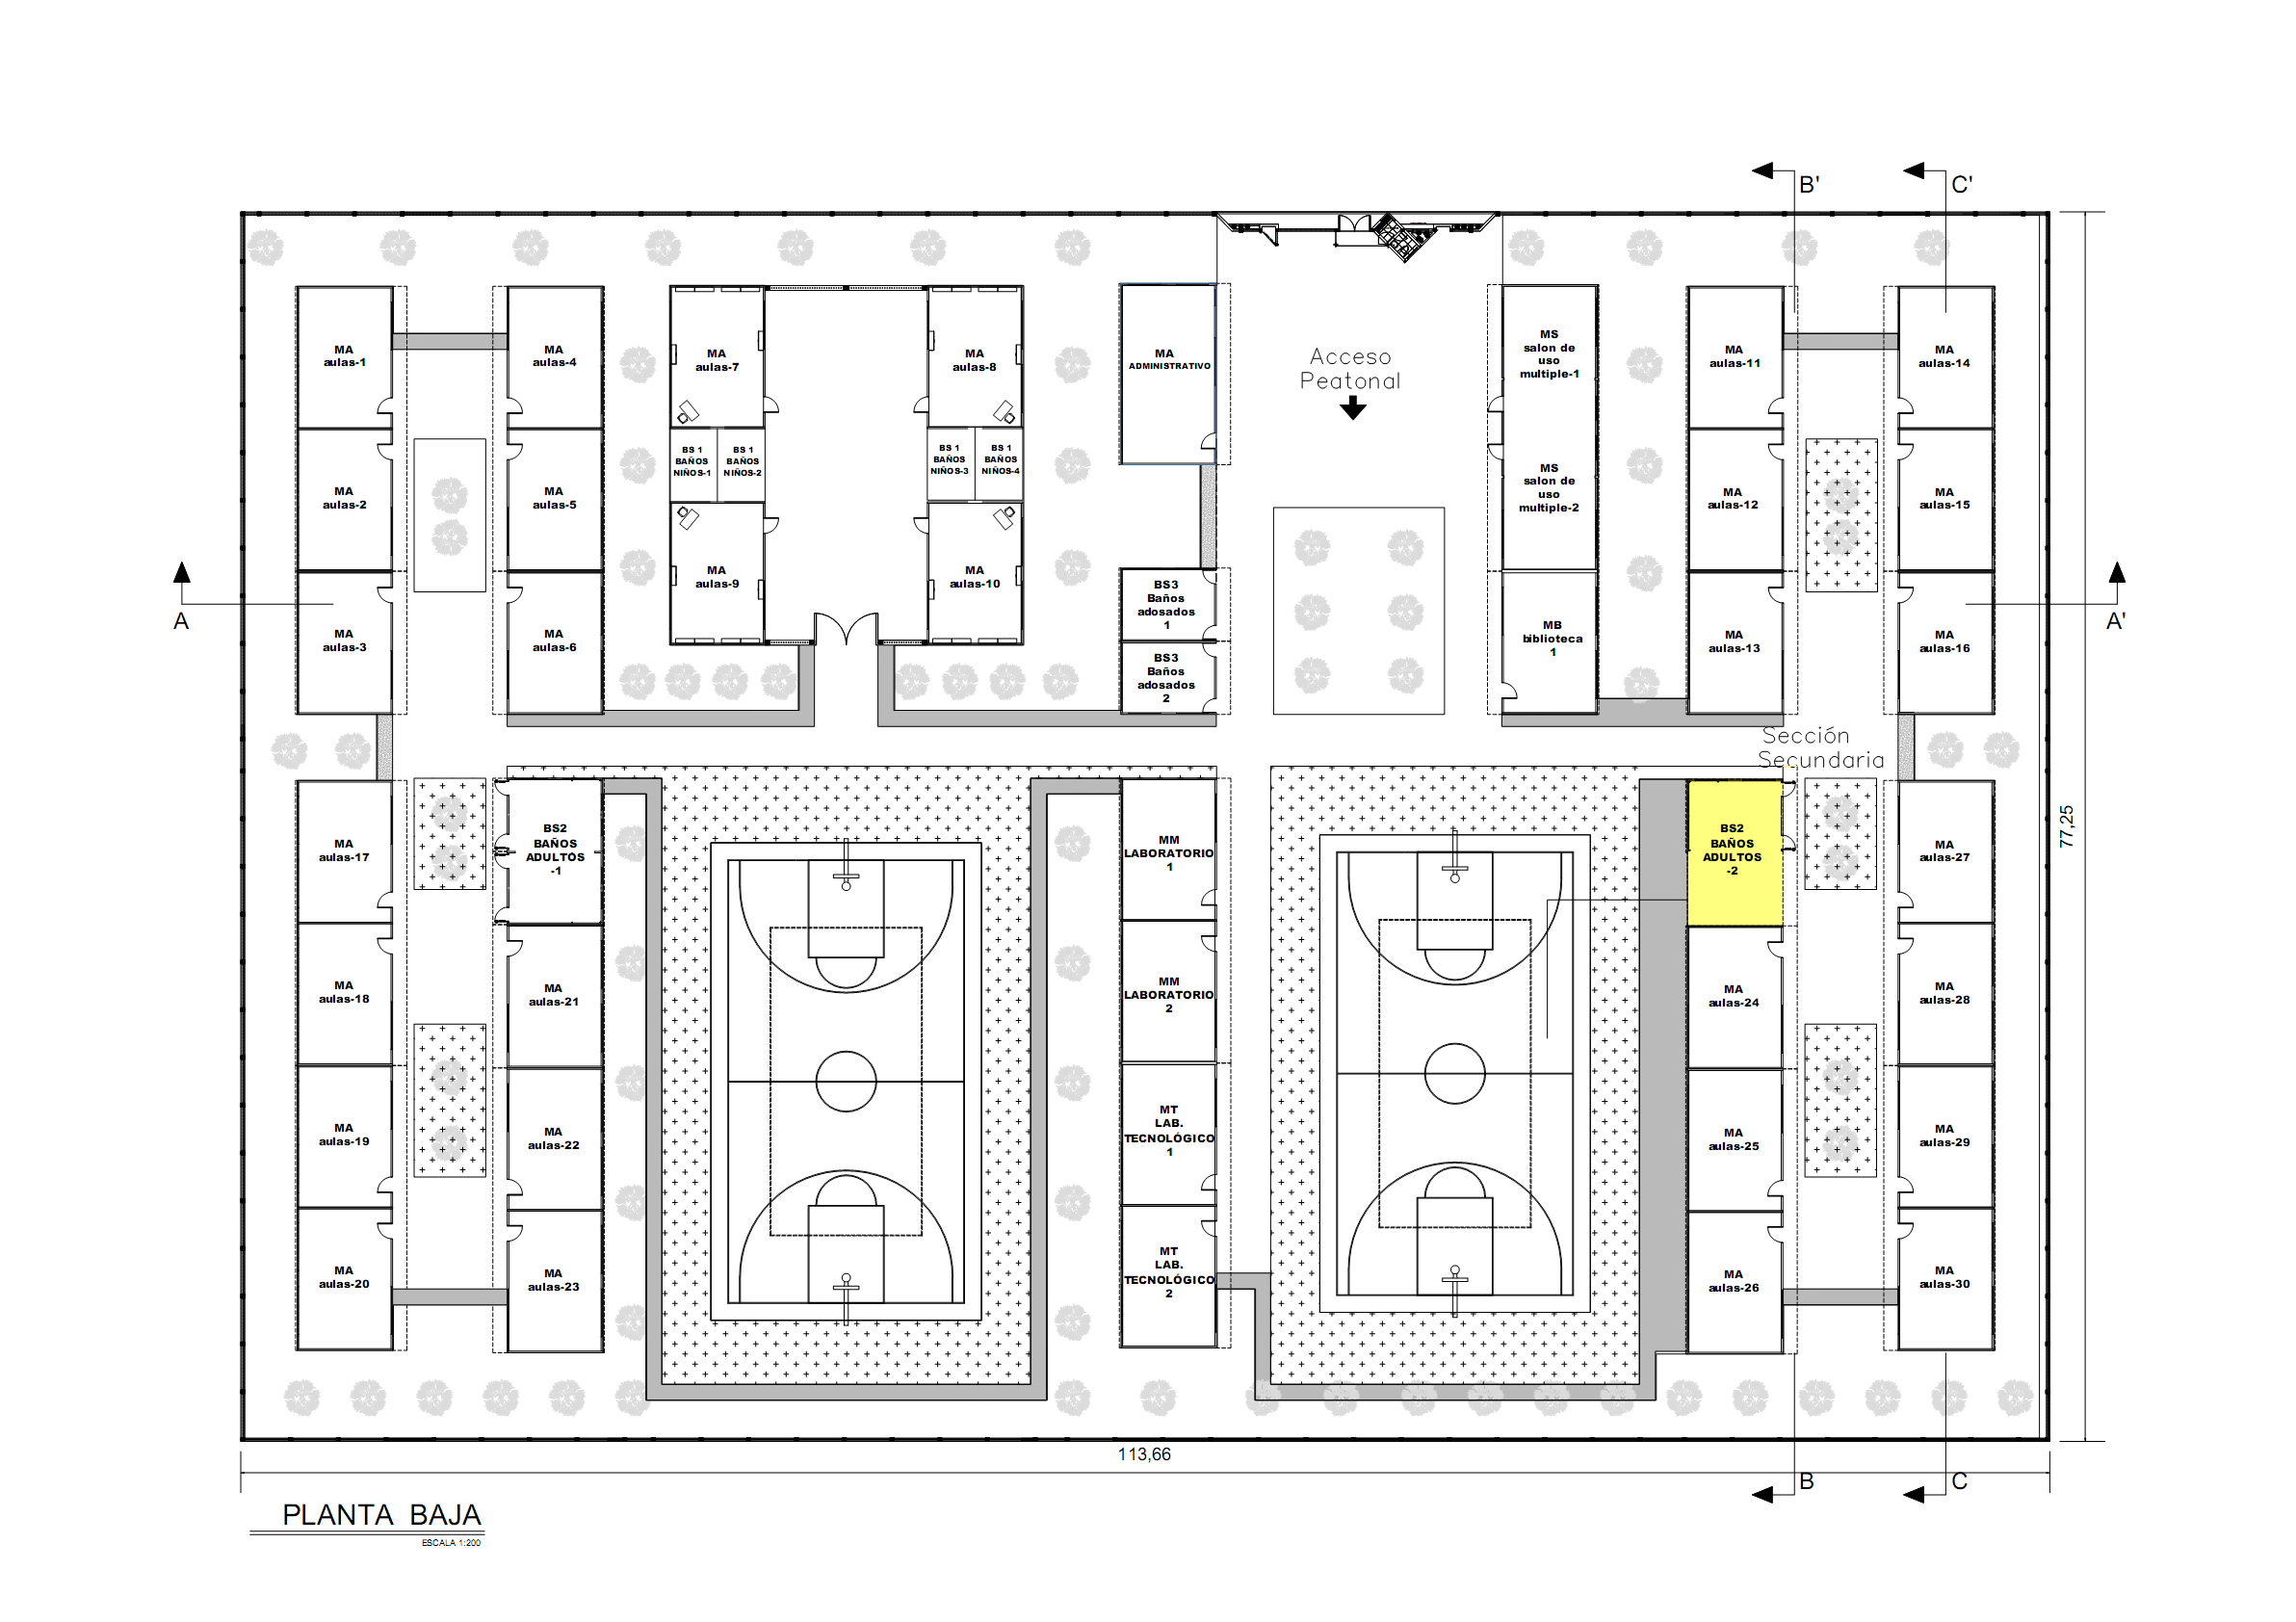 B'
C'
MA
aulas-1
MA
aulas-4
MA
aulas-7
MA
aulas-8
MA
ADMINISTRATIVO
Acceso
Peatonal
MS
salon de
uso
multiple-1
MA
aulas-11
MA
aulas-14
BS 1
BAÑOS
NIÑOS-1
BS 1
BAÑOS
NIÑOS-2
BS 1
BAÑOS
NIÑOS-3
BS 1
BAÑOS
NIÑOS-4
MA
aulas-2
MA
aulas-5
MS
salon de
uso
multiple-2
MA
aulas-12
MA
aulas-15
MA
aulas-9
MA
aulas-10
BS3
Baños
adosados
1
A
A'
MA
aulas-3
MA
aulas-6
BS3
Baños
adosados
2
MB
biblioteca
1
MA
aulas-13
MA
aulas-16
Sección
Secundaria
77,25
MA
aulas-17
BS2
BAÑOS
ADULTOS
-1
MM
LABORATORIO
1
BS2
BAÑOS
ADULTOS
-2
MA
aulas-27
MA
aulas-18
MA
aulas-21
MM
LABORATORIO
2
MA
aulas-24
MA
aulas-28
MA
aulas-19
MA
aulas-22
MT
LAB.
TECNOLÓGICO
1
MA
aulas-25
MA
aulas-29
MA
aulas-20
MA
aulas-23
MT
LAB.
TECNOLÓGICO
2
MA
aulas-26
MA
aulas-30
113,66
B
C
PLANTA BAJA
ESCALA 1:200